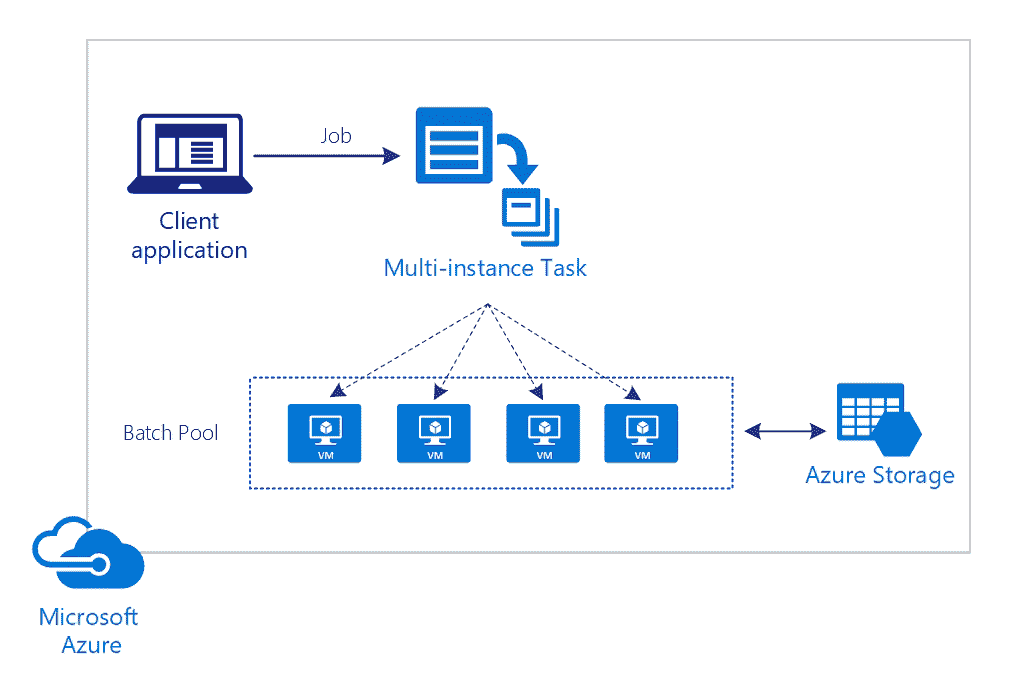 Job
Client
application
Multi-instance Task
Batch Pool
VM
VM
VM
VM
Azure Storage
Microsoft
Azure